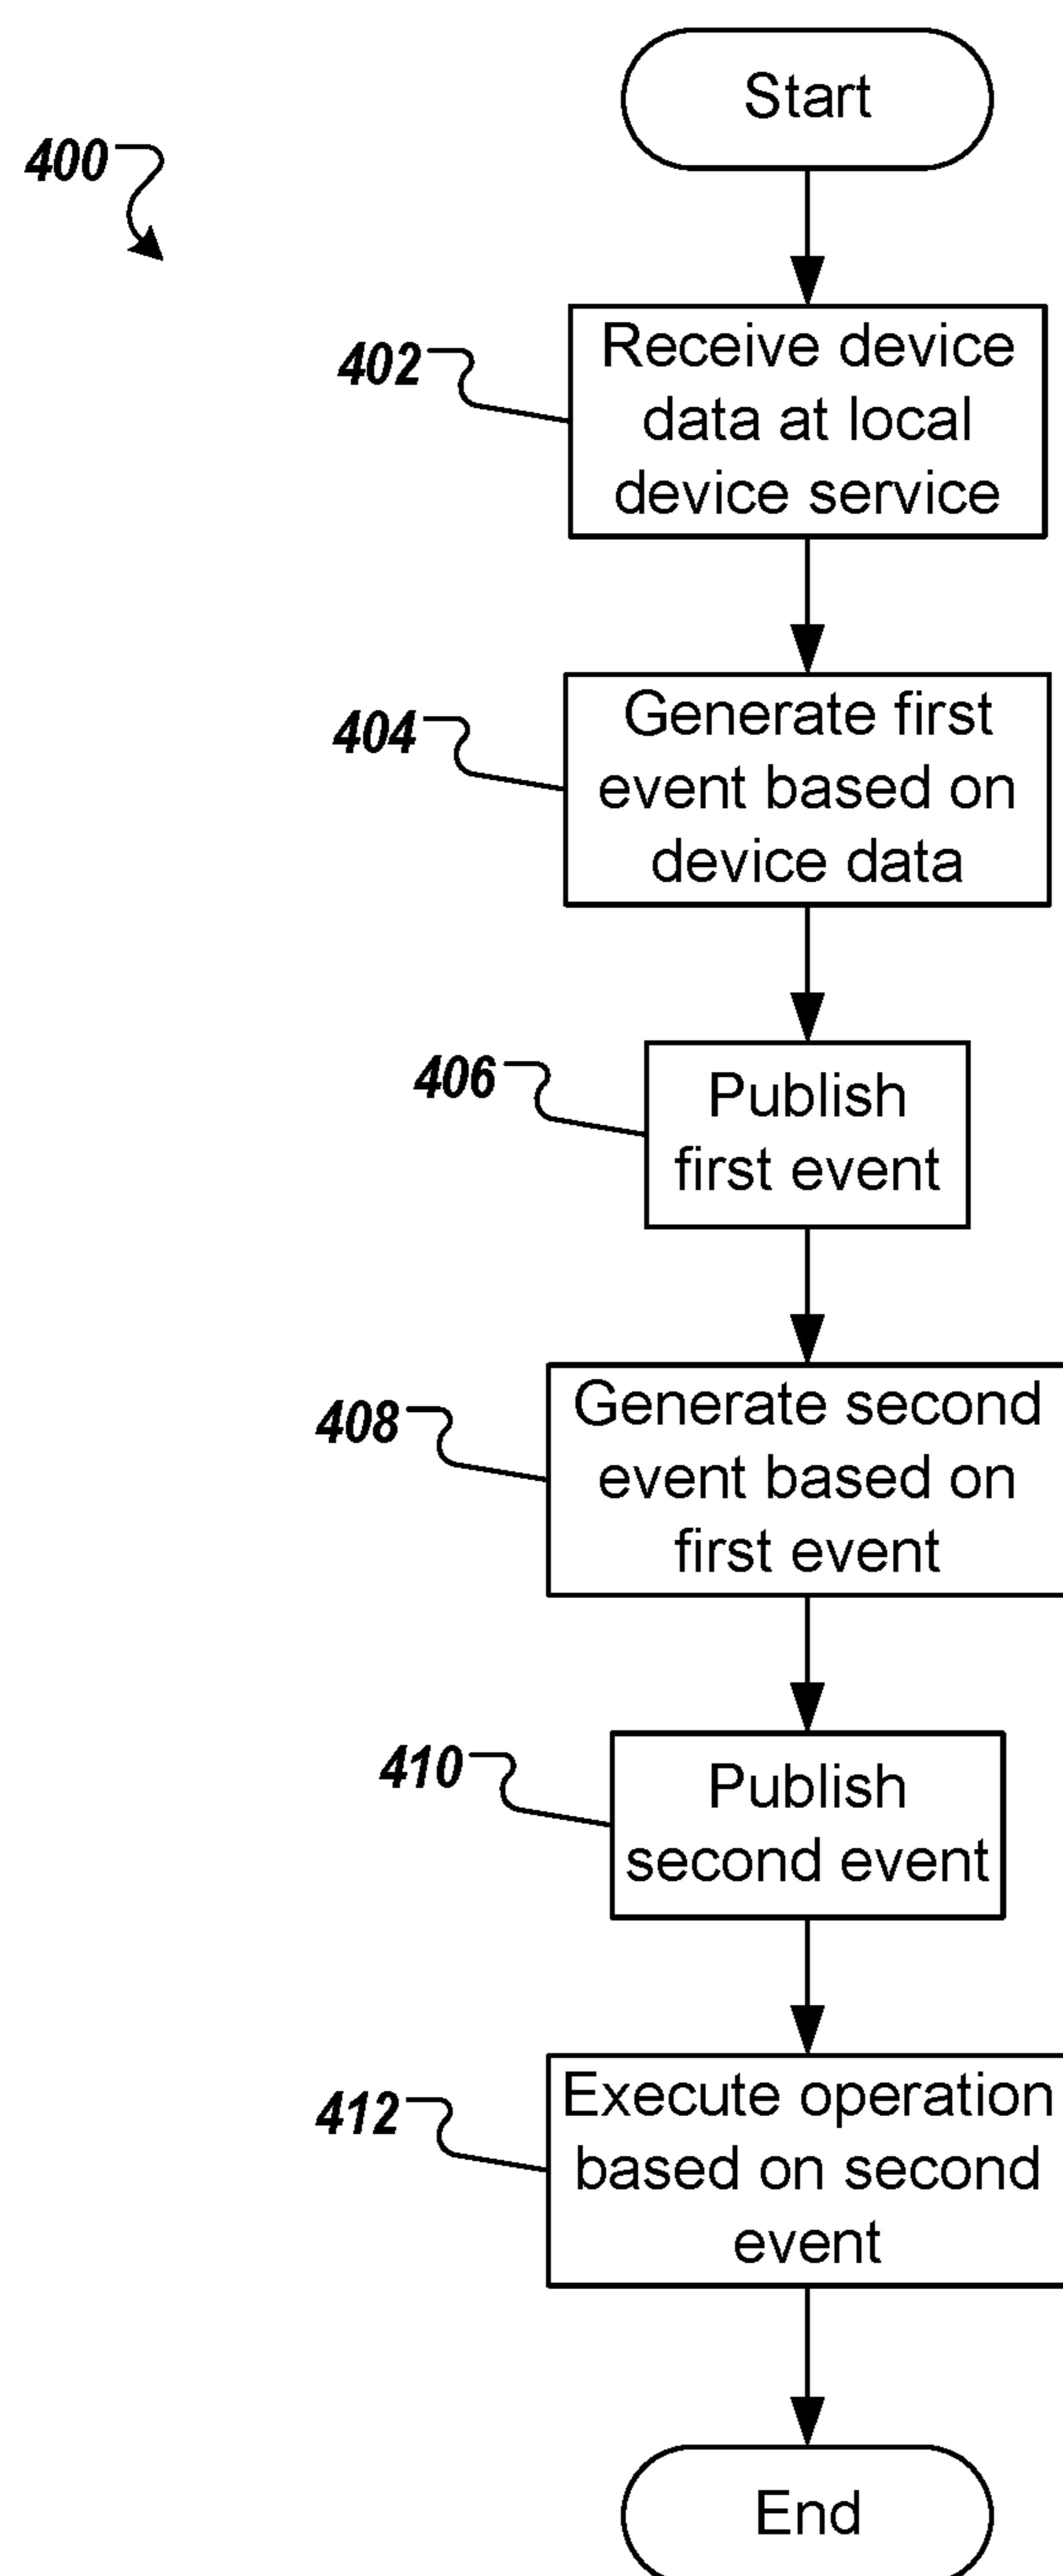 Start
400
402
Receive device
data at local
device service
404
Generate first
event based on
device data
406
Publish
first event
408
Generate second
event based on
first event
410
Publish
second event
412
Execute operation
based on second
event
End